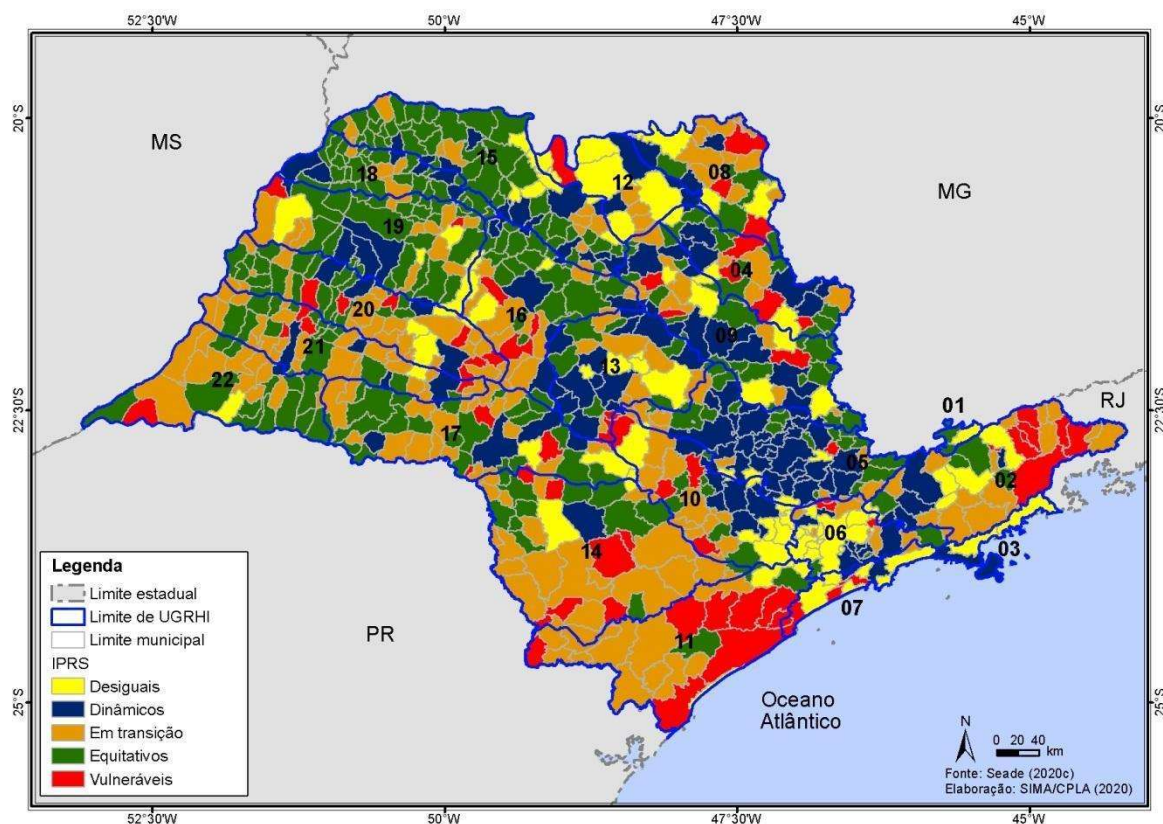 52°30'W
50°W
47°30'W
45°W
20°S
20°S
MS
MG
15
18
12
08
19
04
20
16
09
21
13
22
17
01
RJ
05
02
10
06
03
14
07
11
22°30'S
22°30'S
PR
Oceano
Atlântico
Legenda
Limite estadual
Limite de UGRHI
Limite municipal
IPRS
Desiguais
Dinâmicos
Em transição
Equitativos
Vulneráveis
N
0 20 40
km
Fonte: Seade (2020c)
Elaboração: SIMA/CPLA (2020)
25°S
25°S
52°30'W
50°W
47°30'W
45°W